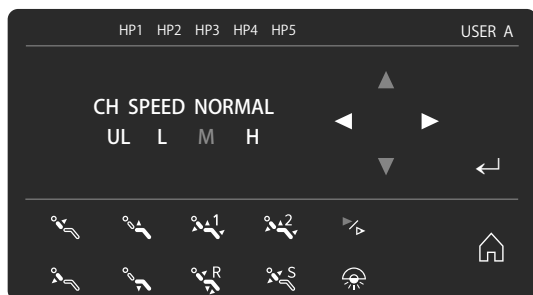 HP1 HP2 HP3 HP4 HP5 USER A
CH SPEED NORMAL
UL L M H
1 2
R S